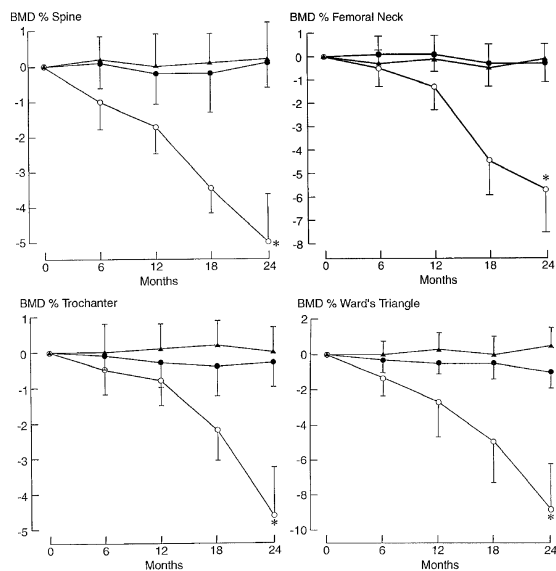 BMD % Spine
1
0
-1
-2
-3
-4
-5
*
0 6 12 18 24
Months
BMD % Femoral Neck
1
0
-1
-2
-3
-4
-5
-6
-7
-8
*
0 6 12 18 24
Months
BMD % Trochanter
1
0
-1
-2
-3
-4
-5
*
0 6 12 18 24
Months
BMD % Ward's Triangle
2
0
-2
-4
-6
-8
-10
*
0 6 12 18 24
Months